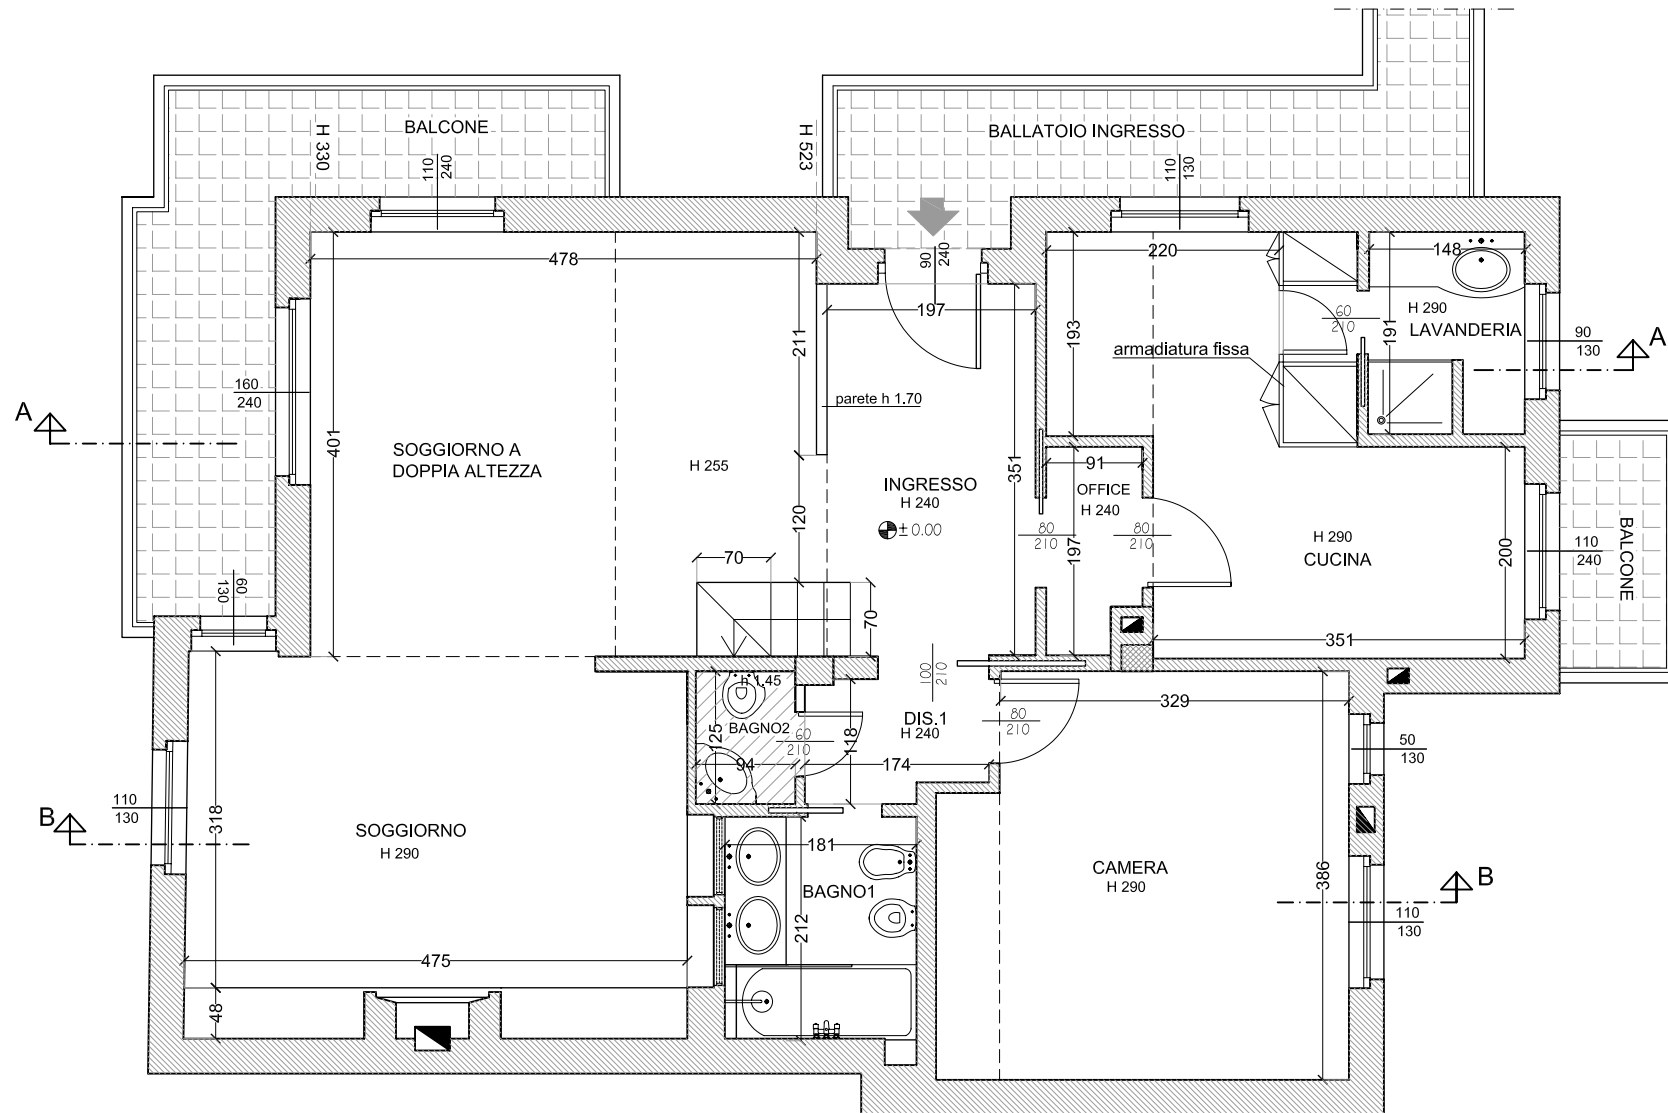 BALCONE
H 330
110
240
H 523
BALLATOIO INGRESSO
110
130
90
240
478
197
220
148
H 290
LAVANDERIA
60
210
191
90
130
A
193
armadiatura fissa
211
parete h 1.70
160
240
A
401
SOGGIORNO A
DOPPIA ALTEZZA
H 255
INGRESSO
H 240
± 0.00
351
91
OFFICE
H 240
80
210
80
210
197
H 290
CUCINA
200
110
240
BALCONE
120
70
70
351
60
130
100
210
h 1.45
BAGNO2
125
94
60
210
118
DIS.1
H 240
174
80
210
329
50
130
110
130
B
318
SOGGIORNO
H 290
181
BAGNO1
212
CAMERA
H 290
386
B
110
130
475
48